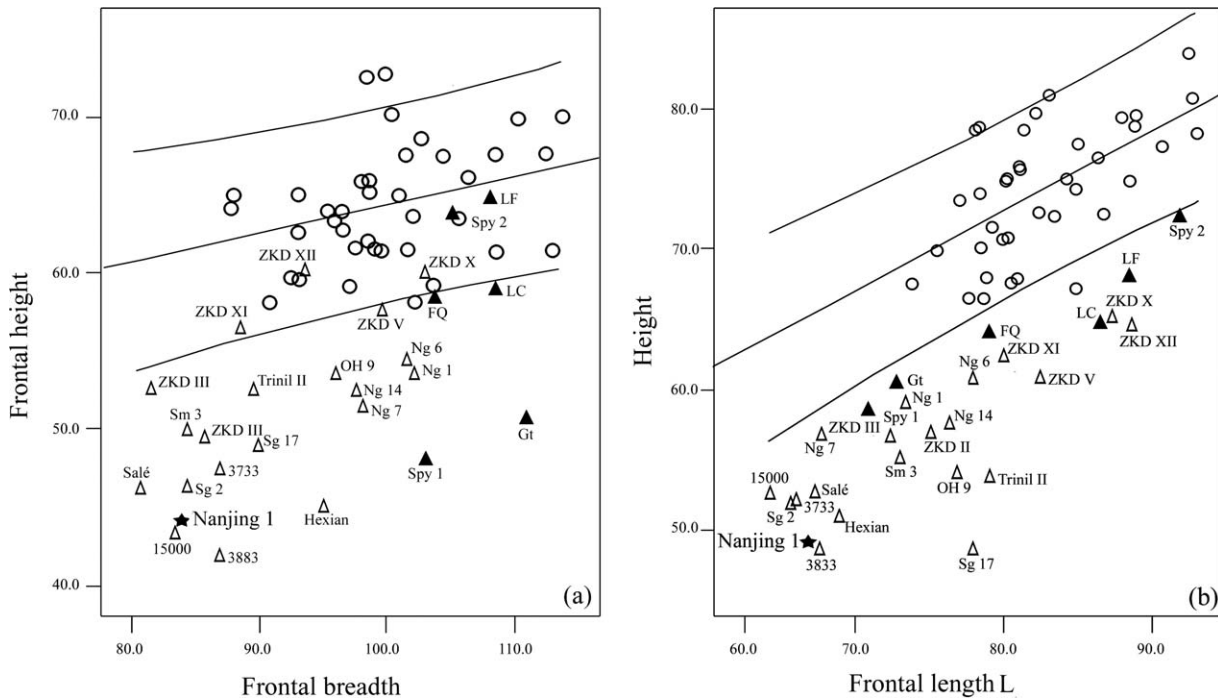 Frontal height
70.0
60.0
50.0
40.0
80.0
90.0
100.0
110.0
Frontal breadth
LF
Spy 2
ZKD XII
ZKD X
LC
FQ
ZKD V
ZKD XI
ZKD III
Trinil II
OH 9
Ng 6
Ng 1
Ng 14
Ng 7
Gt
Sm 3
ZKD III
Sg 17
Spy 1
Salé
3733
Sg 2
Nanjing 1
Hexian
15000
3883
(a)
Height
80.0
70.0
60.0
50.0
60.0
70.0
80.0
90.0
Frontal length L
Spy 2
LF
LC
ZKD X
ZKD XII
FQ
ZKD XI
Ng 6
ZKD V
Gt
Ng 1
ZKD III
Spy 1
Ng 14
Ng 7
ZKD II
Sm 3
OH 9
Trinil II
15000
Salé
3733
Sg 2
Hexian
Nanjing 1
3833
Sg 17
(b)